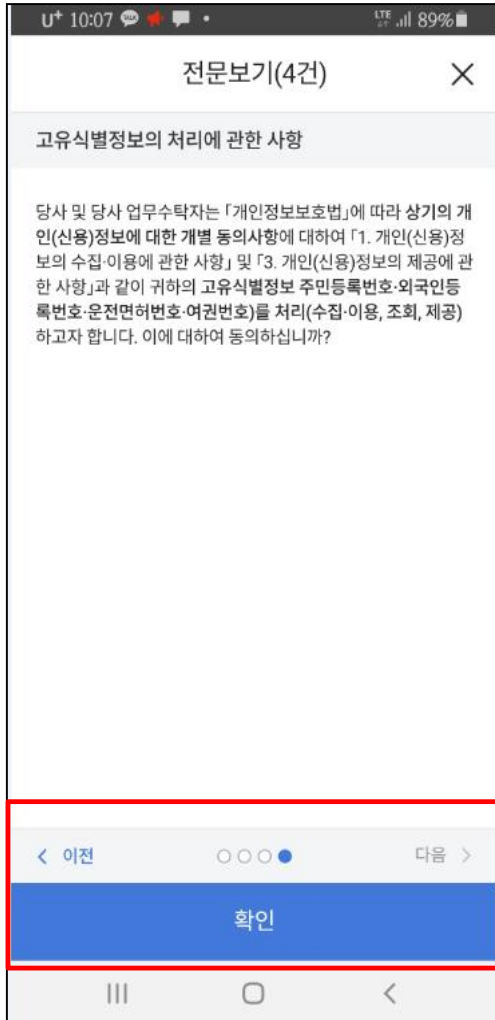 U+ 10:07 LTE 89%
전문보기(4건)
고유식별정보의 처리에 관한 사항
당사 및 당사 업무수탁자는 「개인정보보호법」에 따라 상기의 개
인(신용)정보에 대한 개별 동의사항에 대하여 「1. 개인(신용)정
보의 수집·이용에 관한 사항」 및 「3. 개인(신용)정보의 제공에 관
한 사항」과 같이 귀하의 고유식별정보 주민등록번호·외국인등
록번호·운전면허번호·여권번호)를 처리(수집·이용, 조회, 제공)
하고자 합니다. 이에 대하여 동의하십니까?
이전 다음
확인